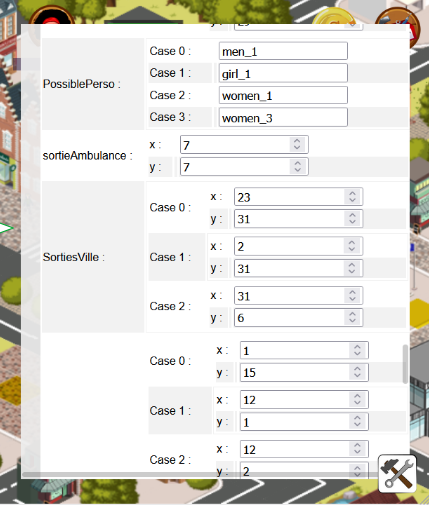 PossiblePerso :
Case 0 : men_1
Case 1 : girl_1
Case 2 : women_1
Case 3 : women_3
sortieAmbulance :
x : 7
y : 7
SortiesVille :
Case 0 :
x : 23
y : 31
Case 1 :
x : 2
y : 31
Case 2 :
x : 31
y : 6
Case 0 :
x : 1
y : 15
Case 1 :
x : 12
y : 1
Case 2 :
x : 12
y : 2